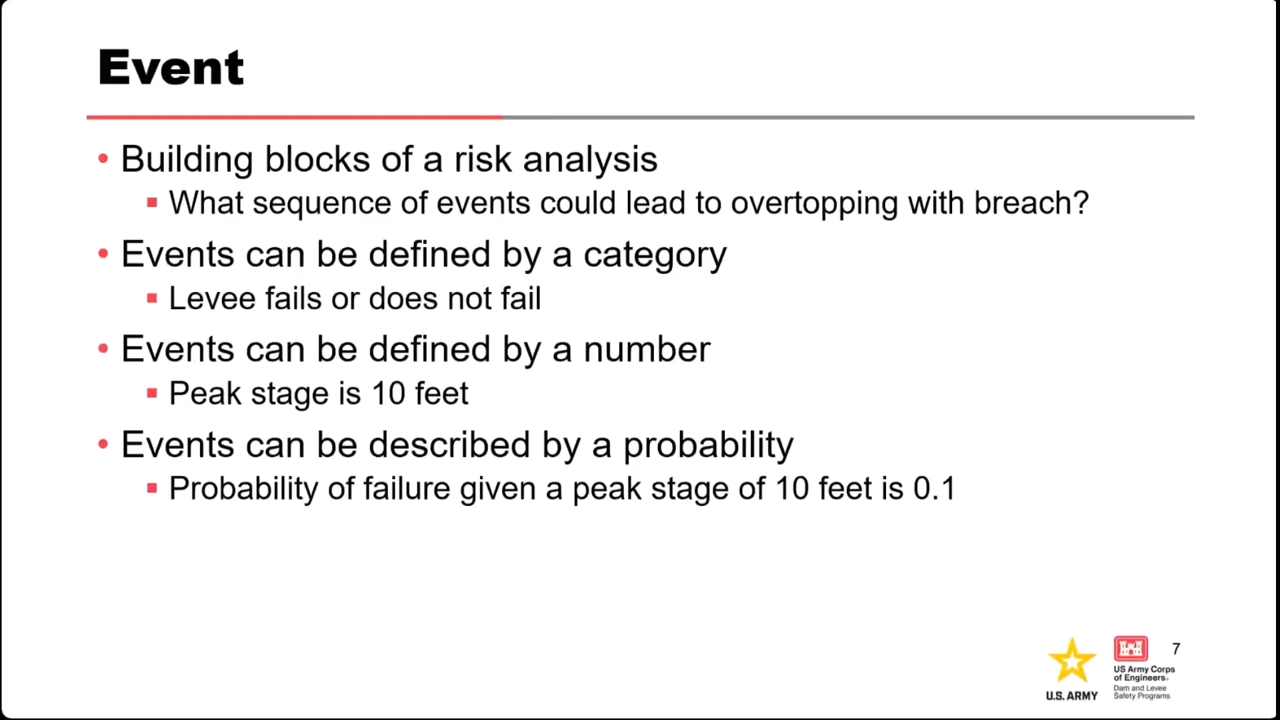 Event
• Building blocks of a risk analysis
▪ What sequence of events could lead to overtopping with breach?
• Events can be defined by a category
▪ Levee fails or does not fail
• Events can be defined by a number
▪ Peak stage is 10 feet
• Events can be described by a probability
▪ Probability of failure given a peak stage of 10 feet is 0.1
U.S. ARMY
US Army Corps
of Engineers®
Dam and Levee
Safety Programs
7